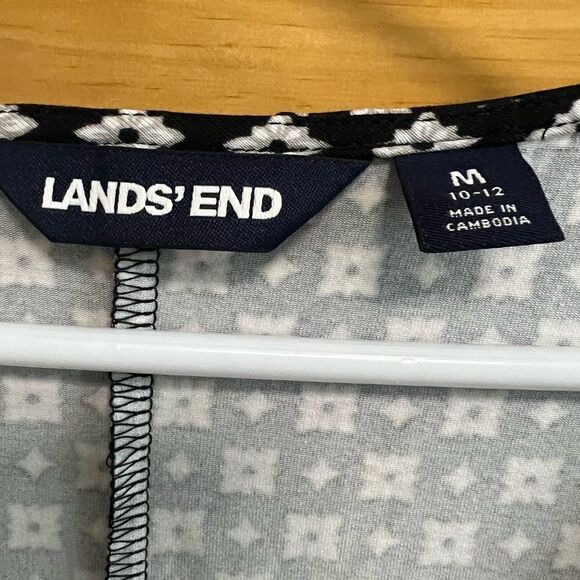 LANDS' END
M
10-12
MADE IN
CAMBODIA